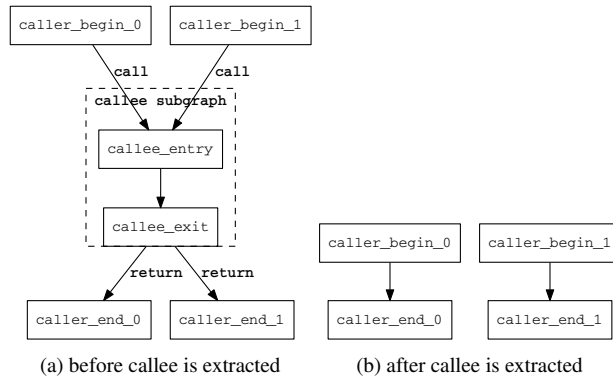 caller_begin_0 caller_begin_1
call call
callee subgraph
callee_entry
callee_exit
return return
caller_end_0 caller_end_1
(a) before callee is extracted
caller_begin_0 caller_begin_1
caller_end_0 caller_end_1
(b) after callee is extracted